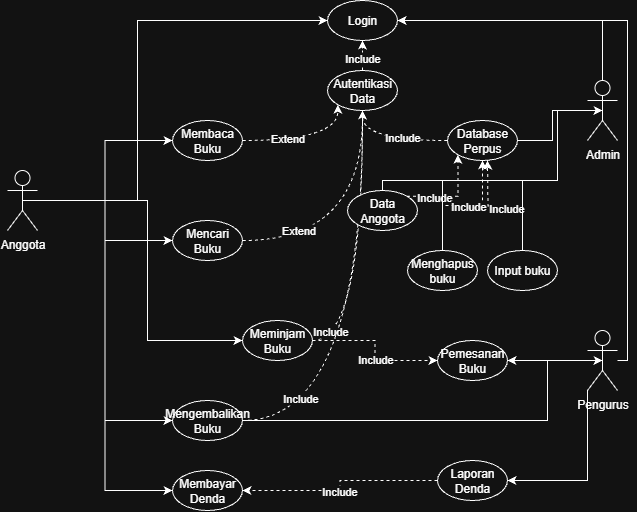 Login
Include
Autentikasi
Data
Membaca
Buku
Extend
Include
Database
Perpus
Admin
Anggota
Data
Anggota
Include
Include
Include
Mencari
Buku
Extend
Menghapus
buku
Input buku
Meminjam
Buku
Include
Include
Pemesanan
Buku
Pengurus
Mengembalikan
Buku
Include
Membayar
Denda
Include
Laporan
Denda